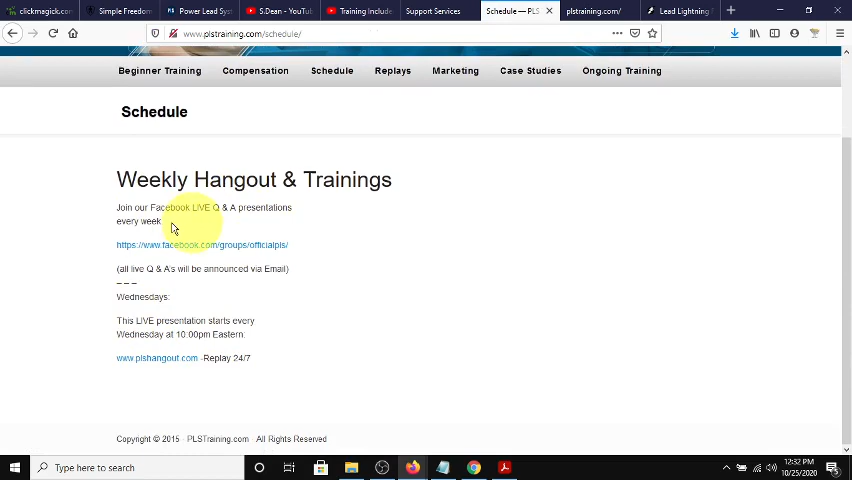 clickmagick.com
Simple Freedom
Power Lead Sys
S.Dean - YouTu
Training Include
Support Services
Schedule — PLS
plstraining.com/
Lead Lightning
www.plstraining.com/schedule/
Beginner Training
Compensation
Schedule
Replays
Marketing
Case Studies
Ongoing Training
Schedule
Weekly Hangout & Trainings
Join our Facebook LIVE Q & A presentations
every week
https://www.facebook.com/groups/officialpls/
(all live Q & A's will be announced via Email)
– – –
Wednesdays:
This LIVE presentation starts every
Wednesday at 10:00pm Eastern:
www.plshangout.com -Replay 24/7
Copyright © 2015 · PLSTraining.com · All Rights Reserved
Type here to search
12:32 PM
10/25/2020